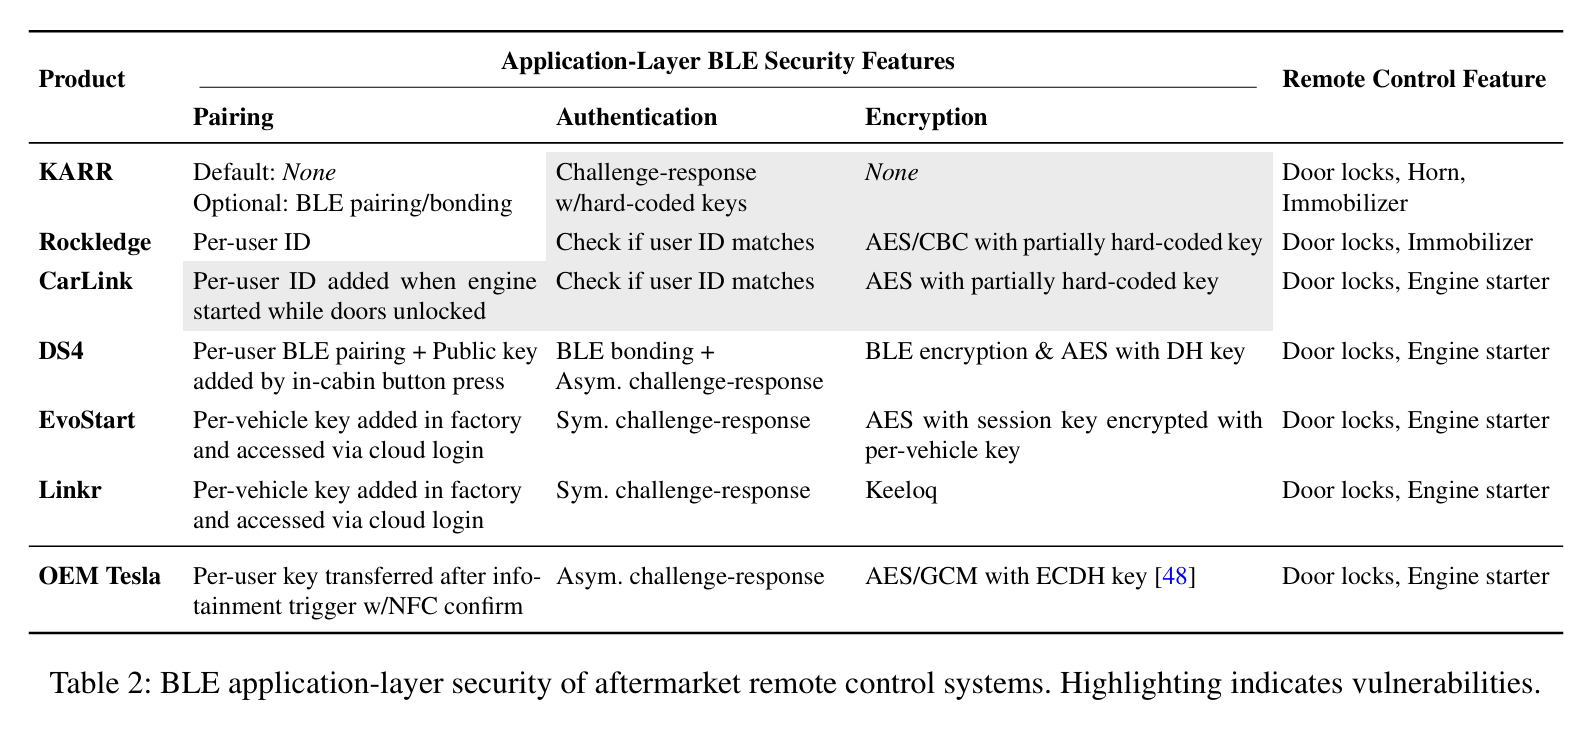 Product
Application-Layer BLE Security Features
Remote Control Feature
Pairing Authentication Encryption
KARR Default: None Challenge-response None Door locks, Horn,
Optional: BLE pairing/bonding w/hard-coded keys Immobilizer
Rockledge Per-user ID Check if user ID matches AES/CBC with partially hard-coded key Door locks, Immobilizer
CarLink Per-user ID added when engine Check if user ID matches AES with partially hard-coded key Door locks, Engine starter
started while doors unlocked
DS4 Per-user BLE pairing + Public key BLE bonding + BLE encryption & AES with DH key Door locks, Engine starter
added by in-cabin button press Asym. challenge-response
EvoStart Per-vehicle key added in factory Sym. challenge-response AES with session key encrypted with Door locks, Engine starter
and accessed via cloud login per-vehicle key
Linkr Per-vehicle key added in factory Sym. challenge-response Keeloq Door locks, Engine starter
and accessed via cloud login
OEM Tesla Per-user key transferred after info- Asym. challenge-response AES/GCM with ECDH key [48] Door locks, Engine starter
tainment trigger w/NFC confirm
Table 2: BLE application-layer security of aftermarket remote control systems. Highlighting indicates vulnerabilities.